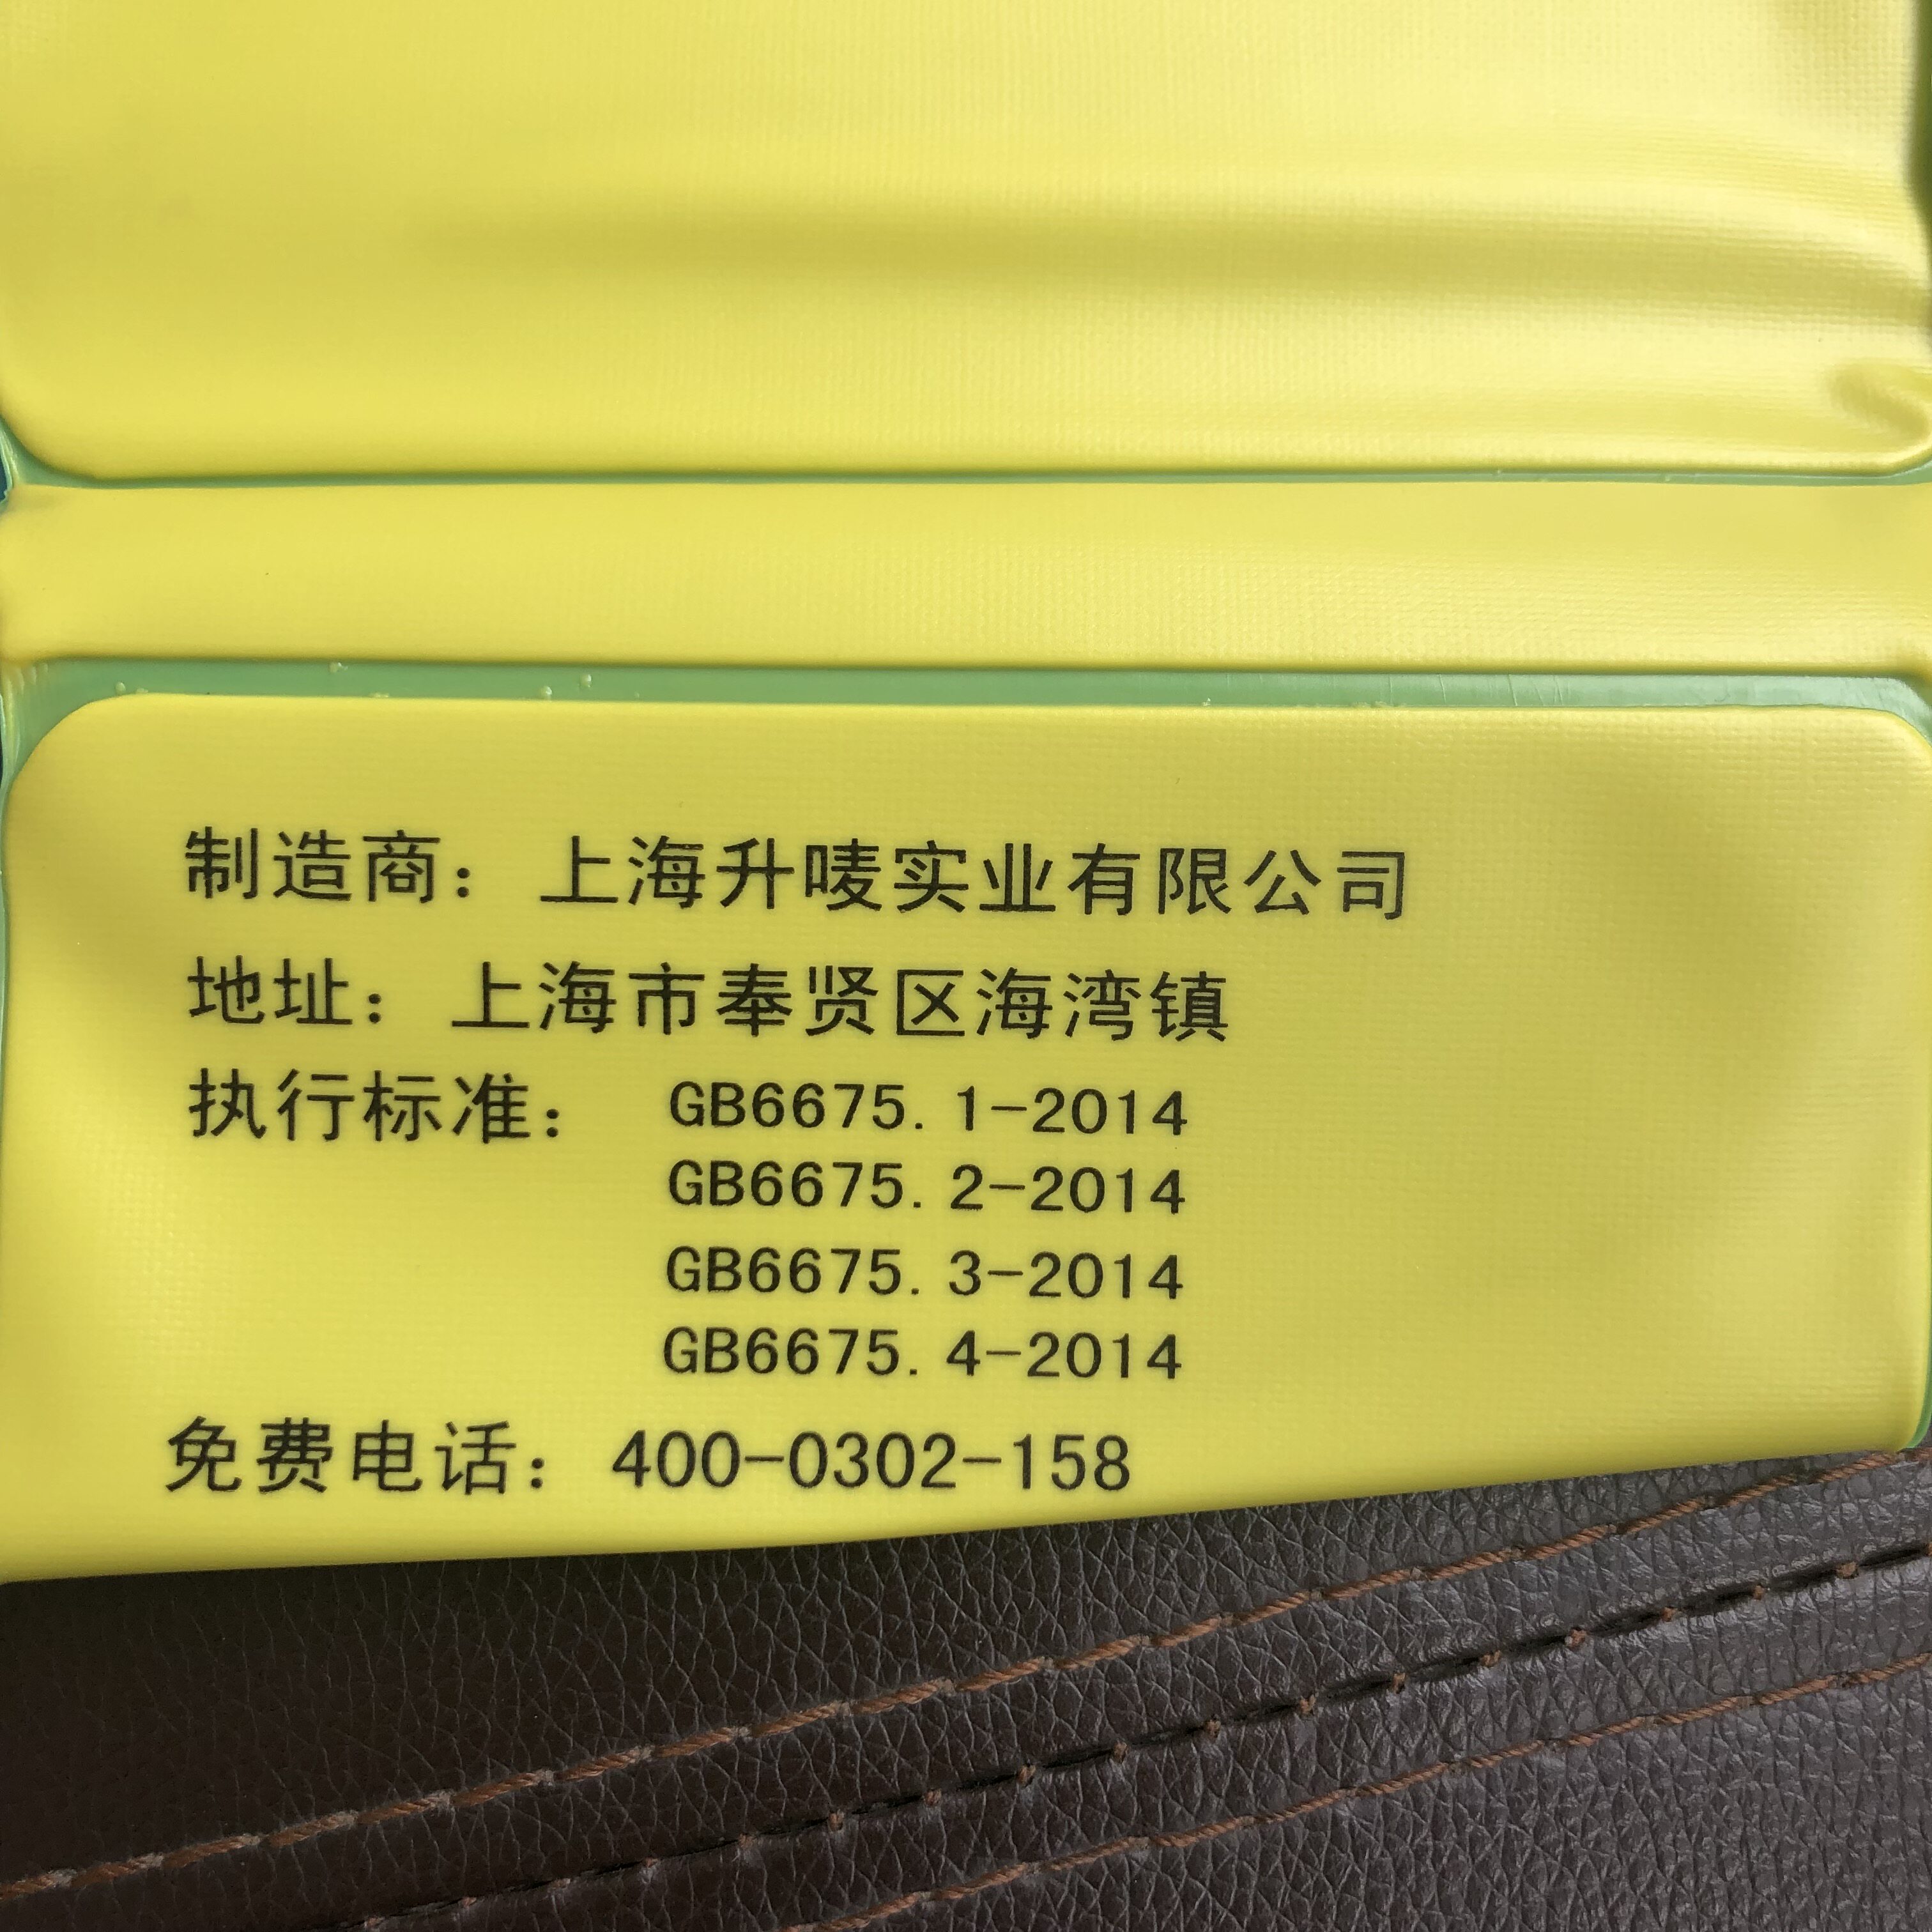 制造商：上海升唛实业有限公司
地址：上海市奉贤区海湾镇
执行标准： GB6675.1-2014
GB6675.2-2014
GB6675.3-2014
GB6675.4-2014
免费电话：400-0302-158